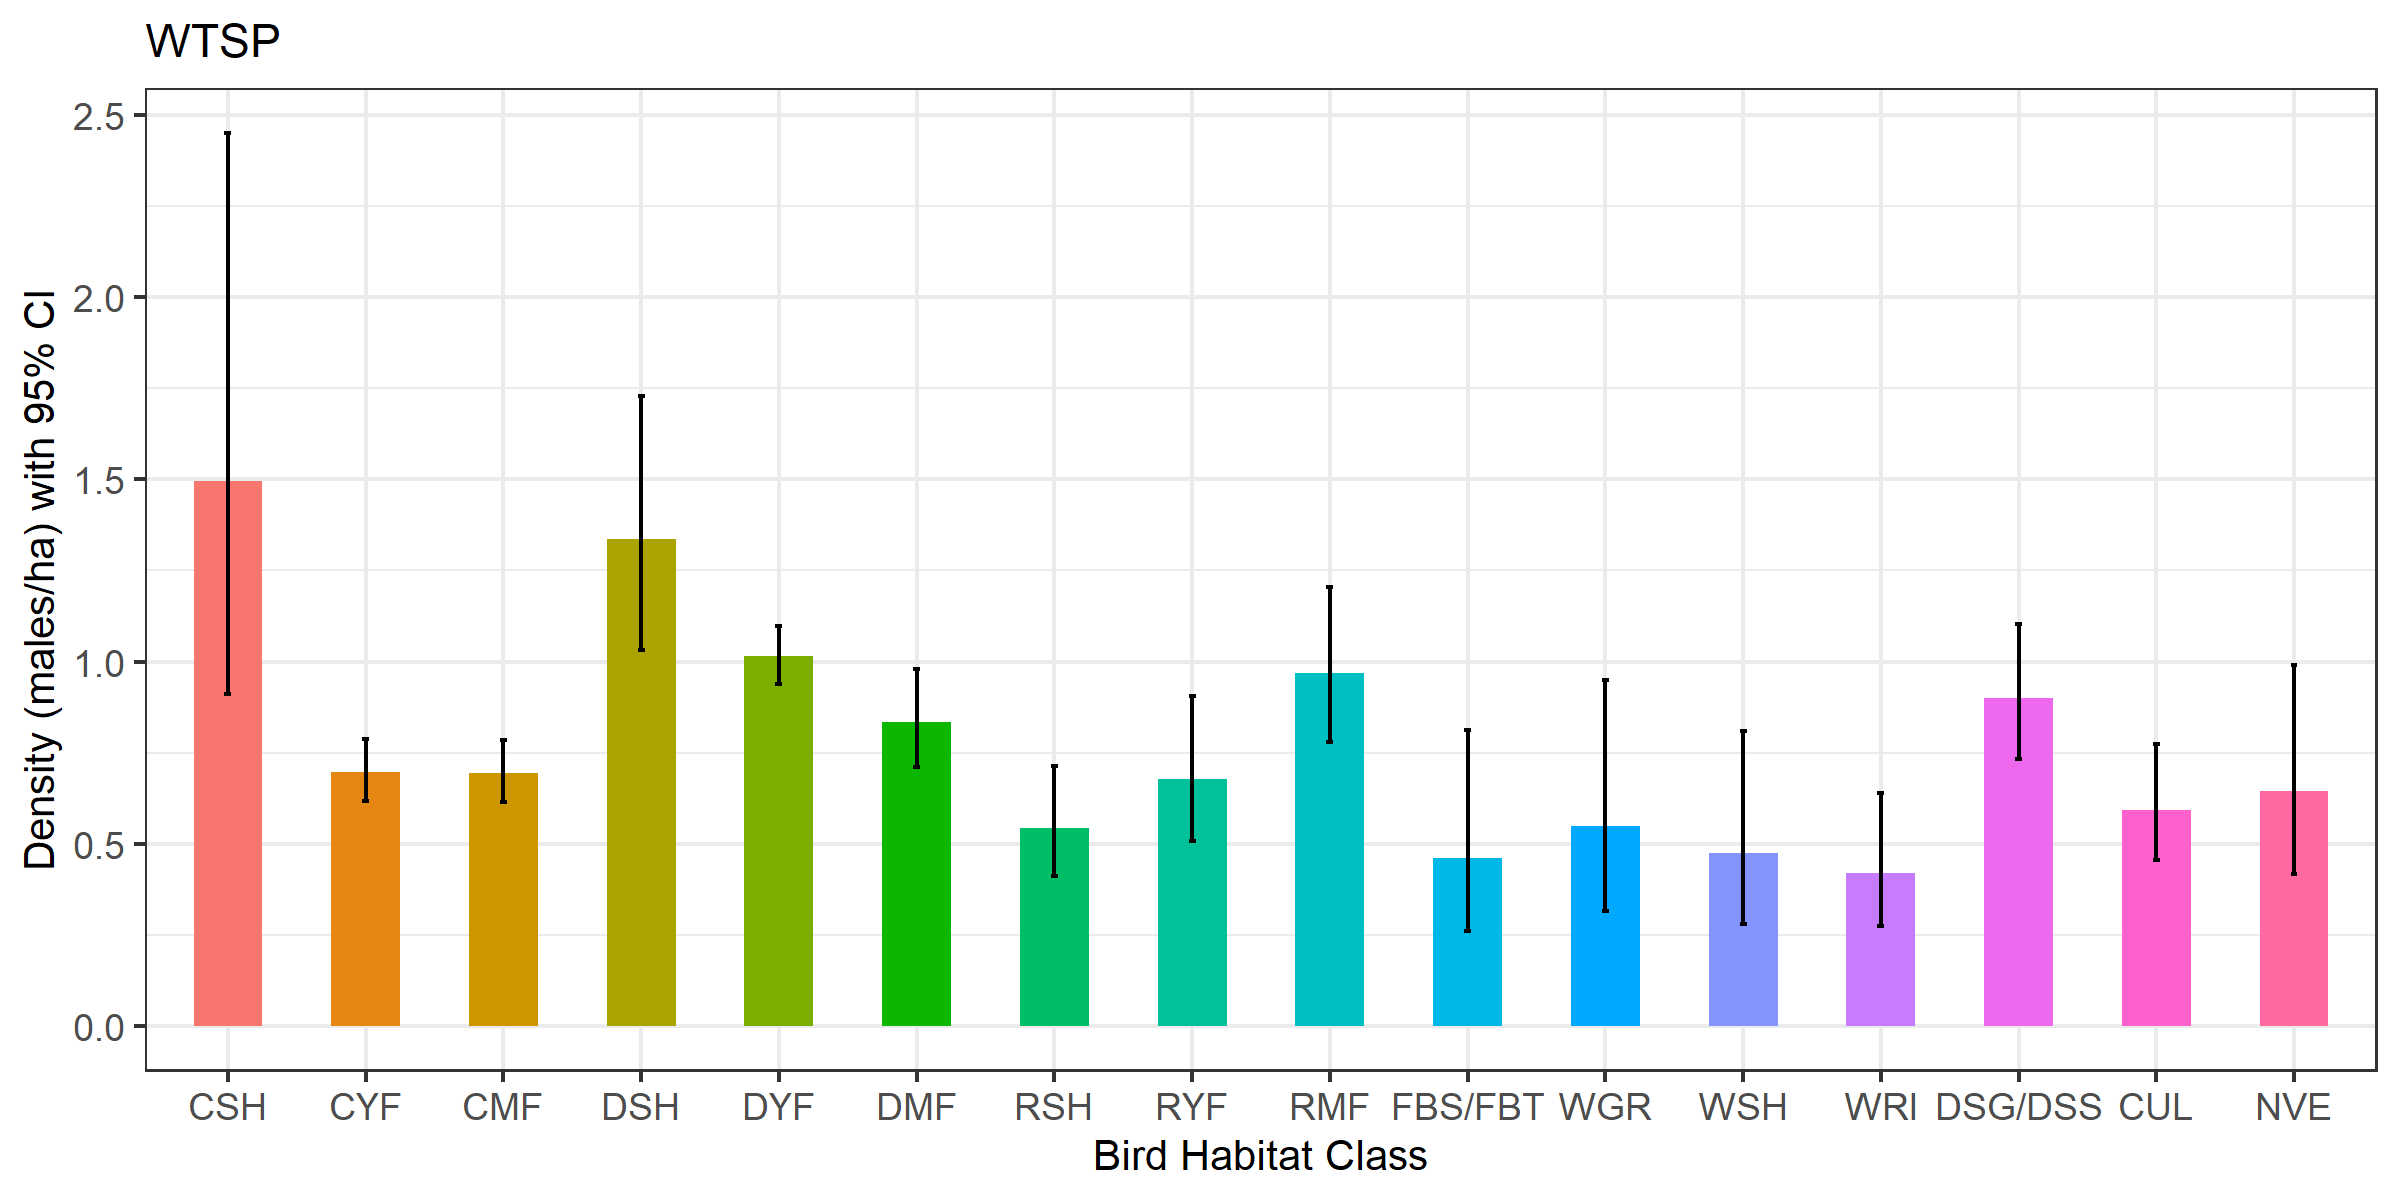 WTSP
Density (males/ha) with 95% CI
2.5
2.0
1.5
1.0
0.5
0.0
CSH CYF CMF DSH DYF DMF RSH RYF RMF FBS/FBT WGR WSH WRI DSG/DSS CUL NVE
Bird Habitat Class